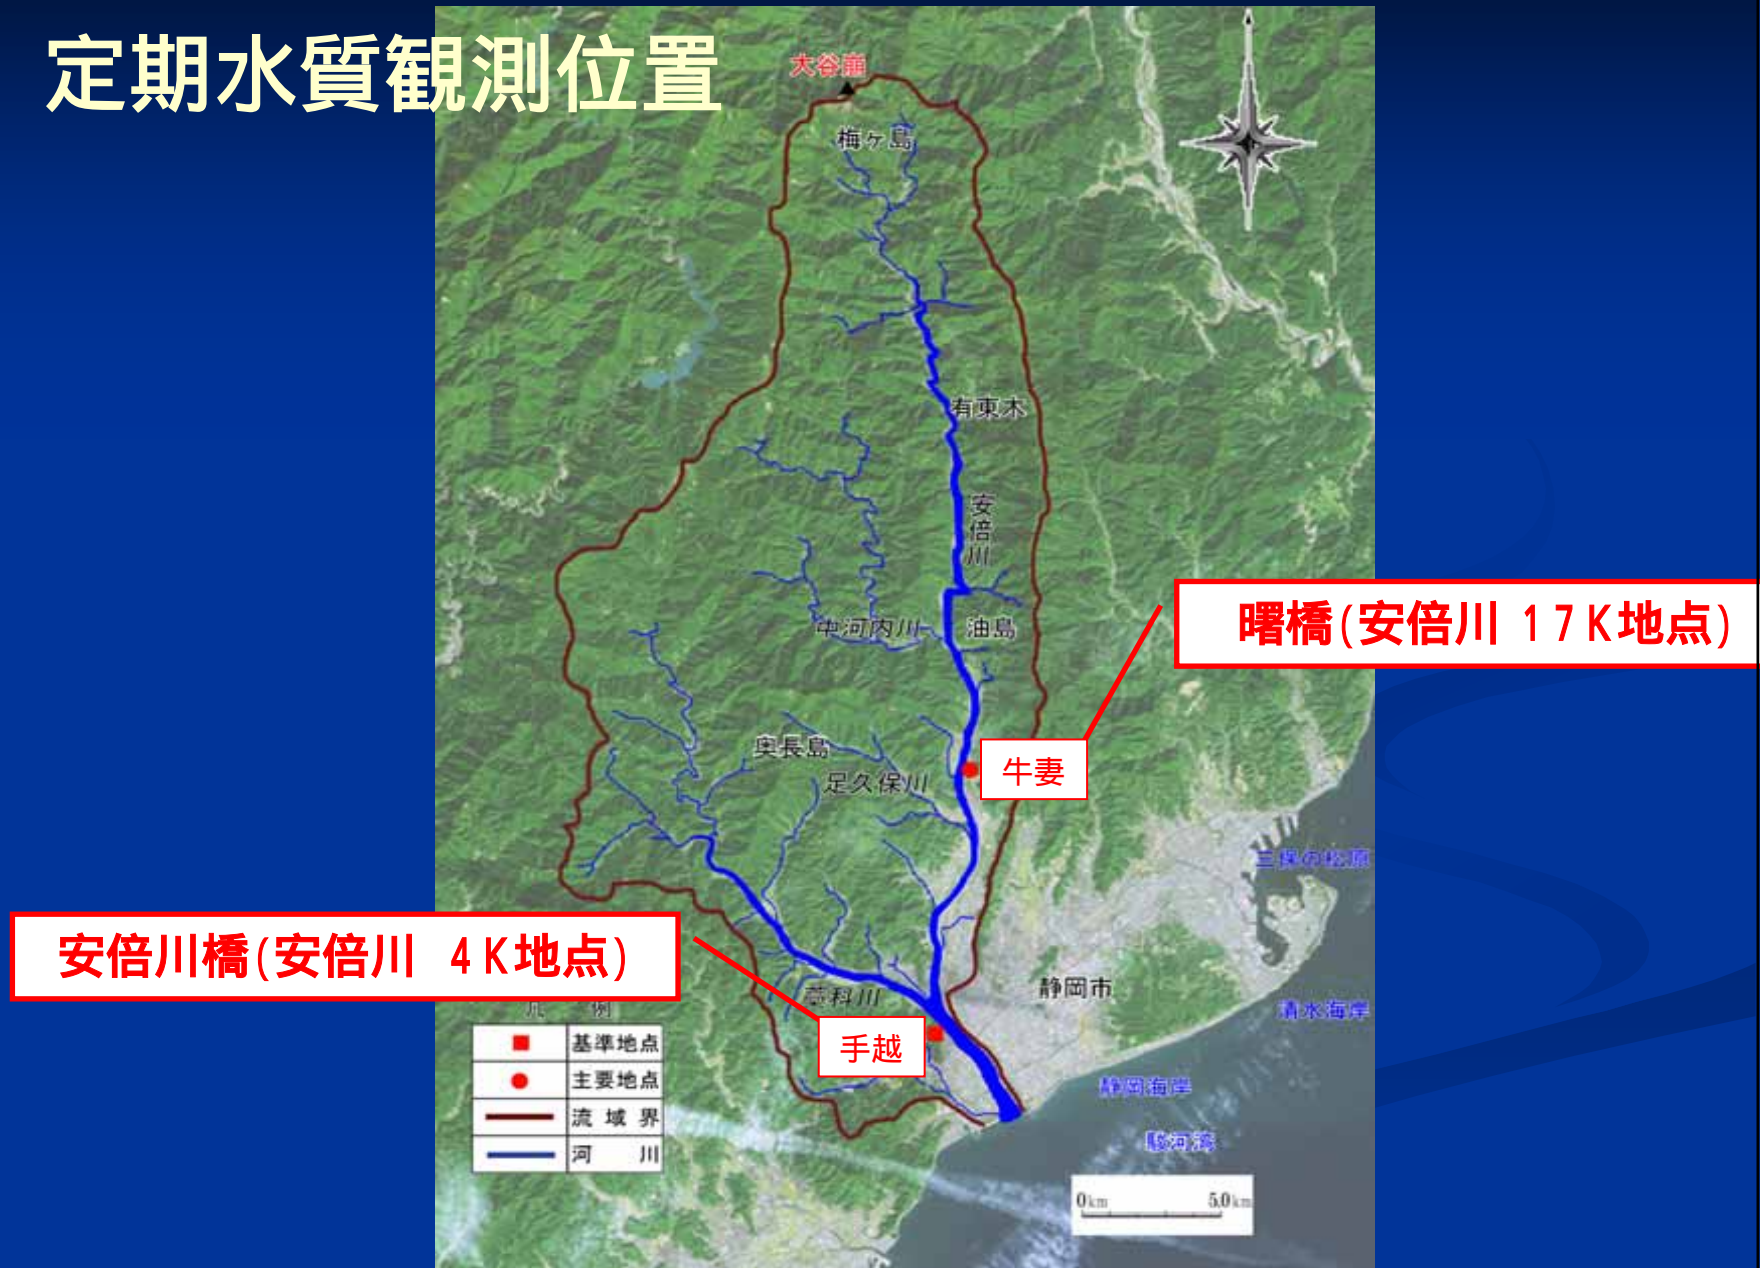 定期水質観測位置
大谷崩
梅ヶ島
有東木
安倍川
曙橋(安倍川 17K地点)
中河内川
油島
奥長島
牛妻
足久保川
三保の松原
安倍川橋(安倍川 4K地点)
藁科川
静岡市
清水海岸
手越
凡 例
基準地点
主要地点
流域界
河川
静岡海岸
駿河湾
0km 5.0km